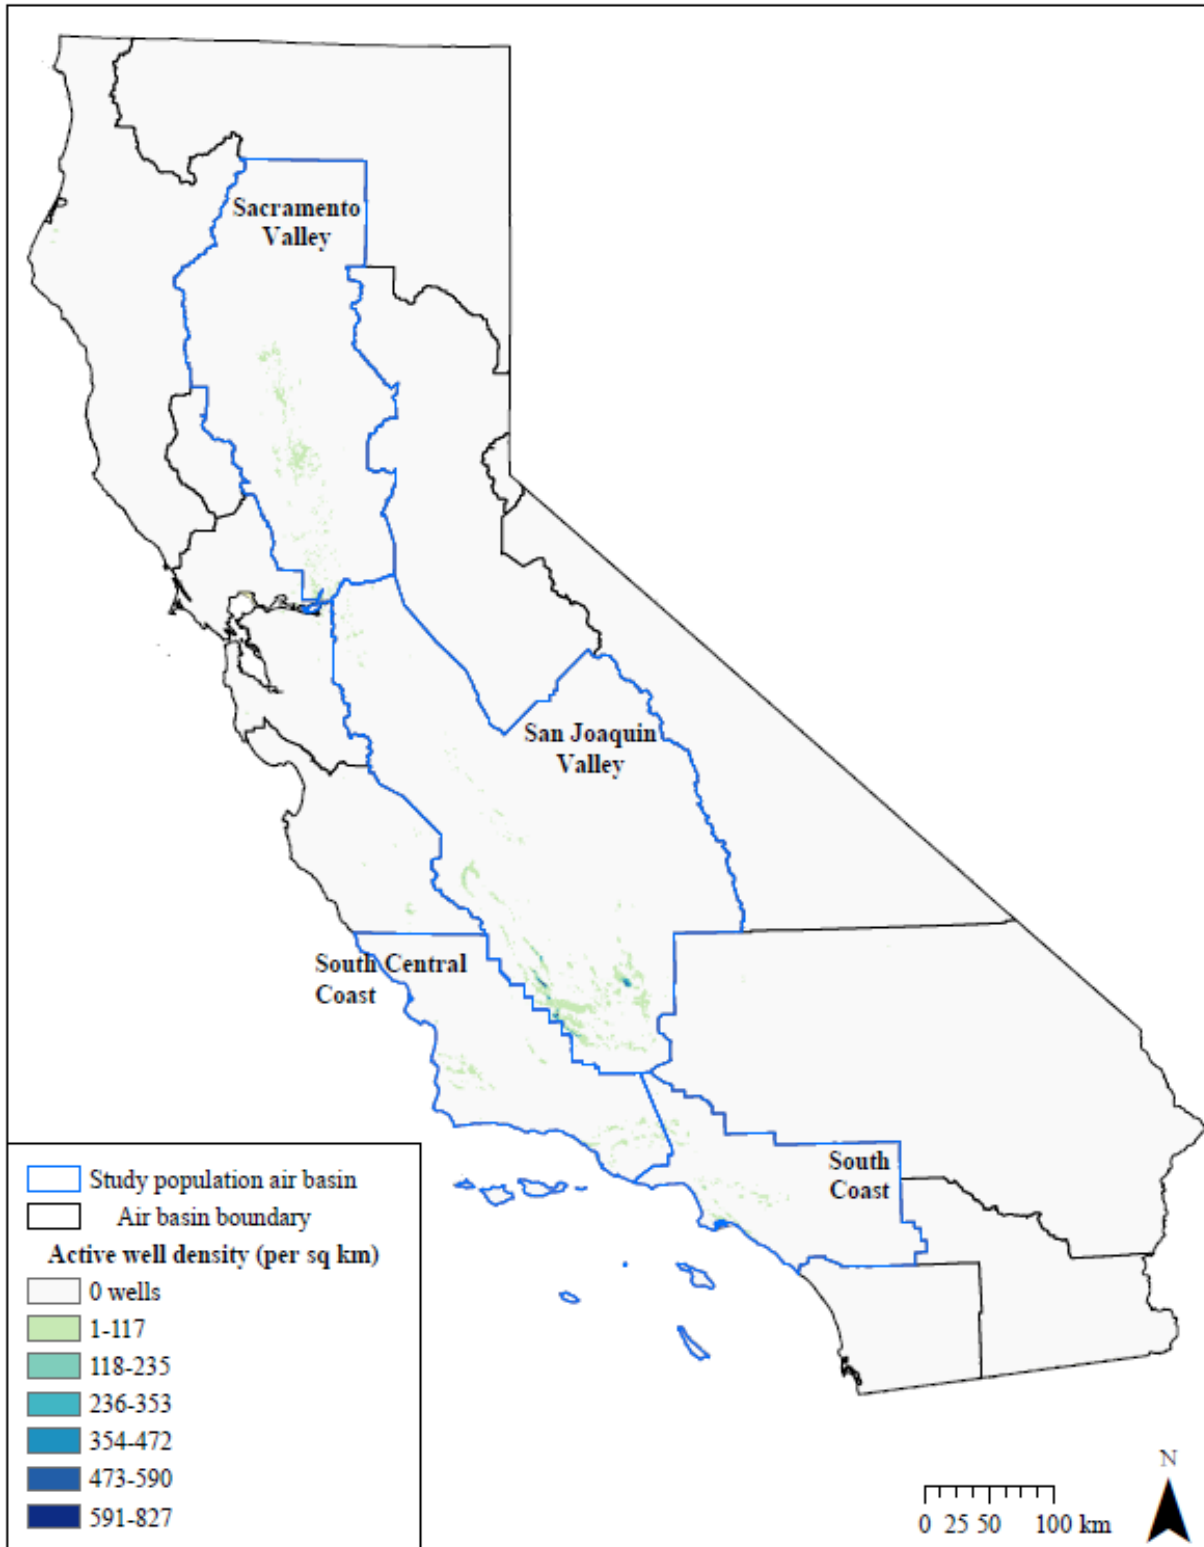 Sacramento
Valley
San Joaquin
Valley
South Central
Coast
South
Coast
Study population air basin
Air basin boundary
Active well density (per sq km)
0 wells
1-117
118-235
236-353
354-472
473-590
591-827
N
0 25 50 100 km